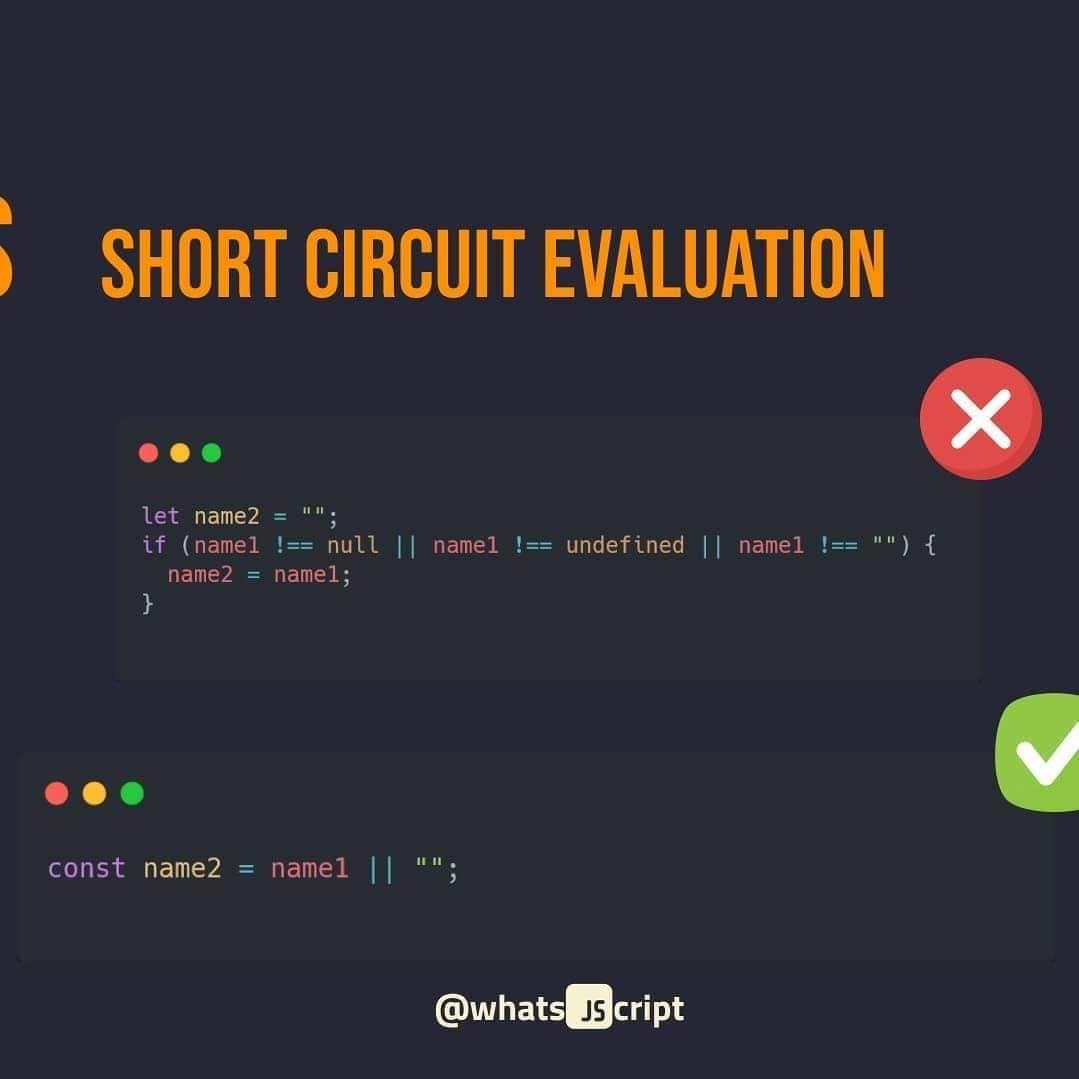 S
SHORT CIRCUIT EVALUATION
let name2 = "";
if (name1 !== null || name1 !== undefined || name1 !== "") {
  name2 = name1;
}
const name2 = name1 || "";
@whatsJScript